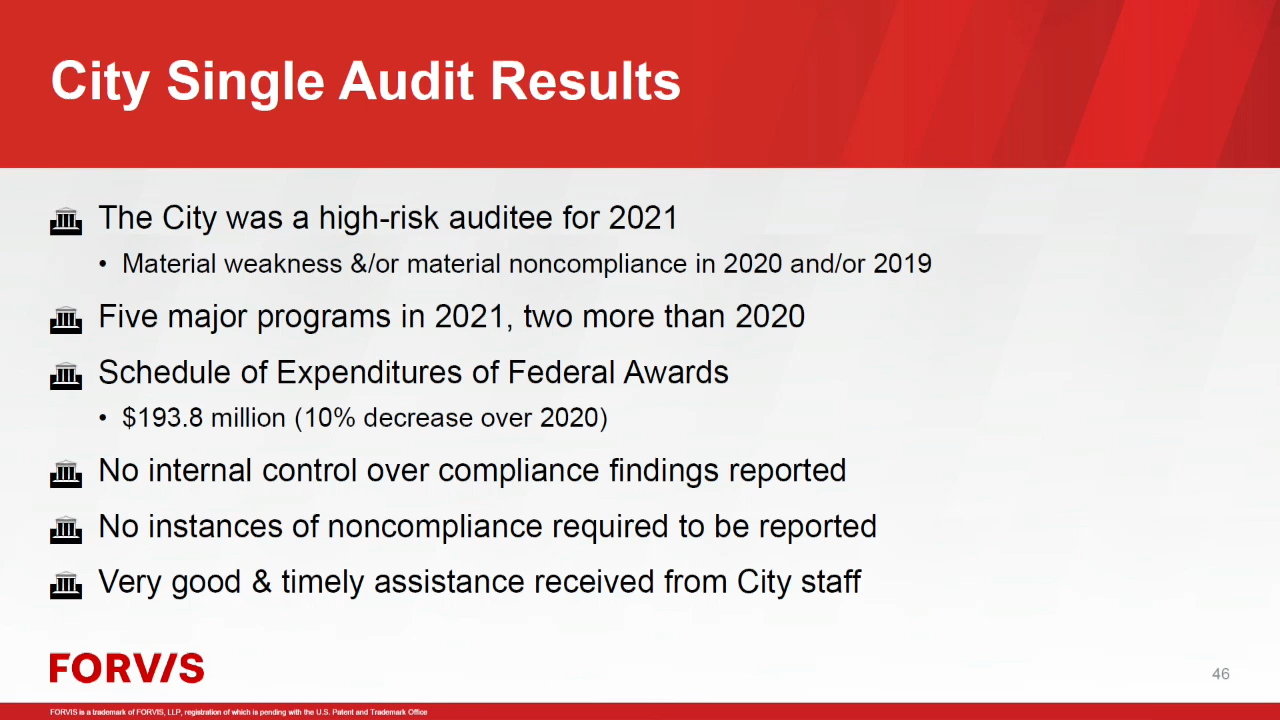 City Single Audit Results
The City was a high-risk auditee for 2021
• Material weakness &/or material noncompliance in 2020 and/or 2019
Five major programs in 2021, two more than 2020
Schedule of Expenditures of Federal Awards
• $193.8 million (10% decrease over 2020)
No internal control over compliance findings reported
No instances of noncompliance required to be reported
Very good & timely assistance received from City staff
FORVIS
46
FORVIS is a trademark of FORVIS, LLP, registration of which is pending with the U.S. Patent and Trademark Office